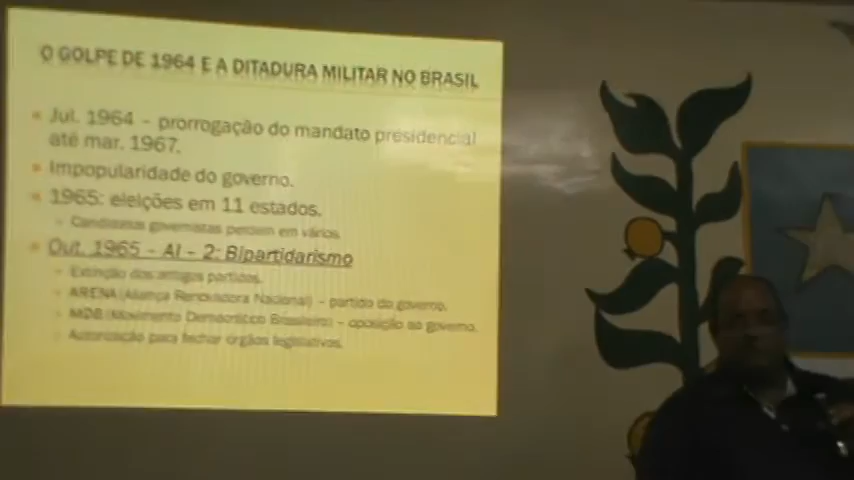 O GOLPE DE 1964 E A DITADURA MILITAR NO BRASIL
Jul. 1964 – prorrogação do mandato presidencial
até mar. 1967.
Impopularidade do governo.
1965: eleições em 11 estados.
Candidatos governistas perdem em vários.
Out. 1965 – AI – 2: Bipartidarismo
Extinção dos antigos partidos.
ARENA (Aliança Renovadora Nacional) – partido do governo.
MDB (Movimento Democrático Brasileiro) – oposição ao governo.
Autorização para fechar órgãos legislativos.